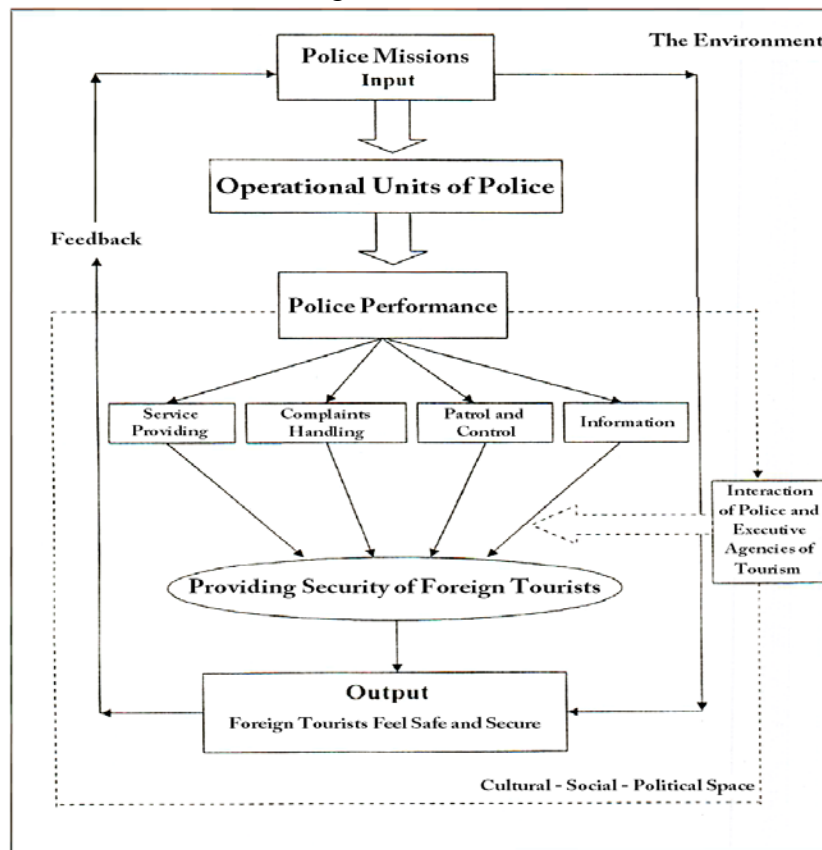 The Environment
Police Missions
Input
Operational Units of Police
Feedback
Police Performance
Service
Providing
Complaints
Handling
Patrol and
Control
Information
Interaction
of Police and
Executive
Agencies of
Tourism
Providing Security of Foreign Tourists
Output
Foreign Tourists Feel Safe and Secure
Cultural - Social - Political Space